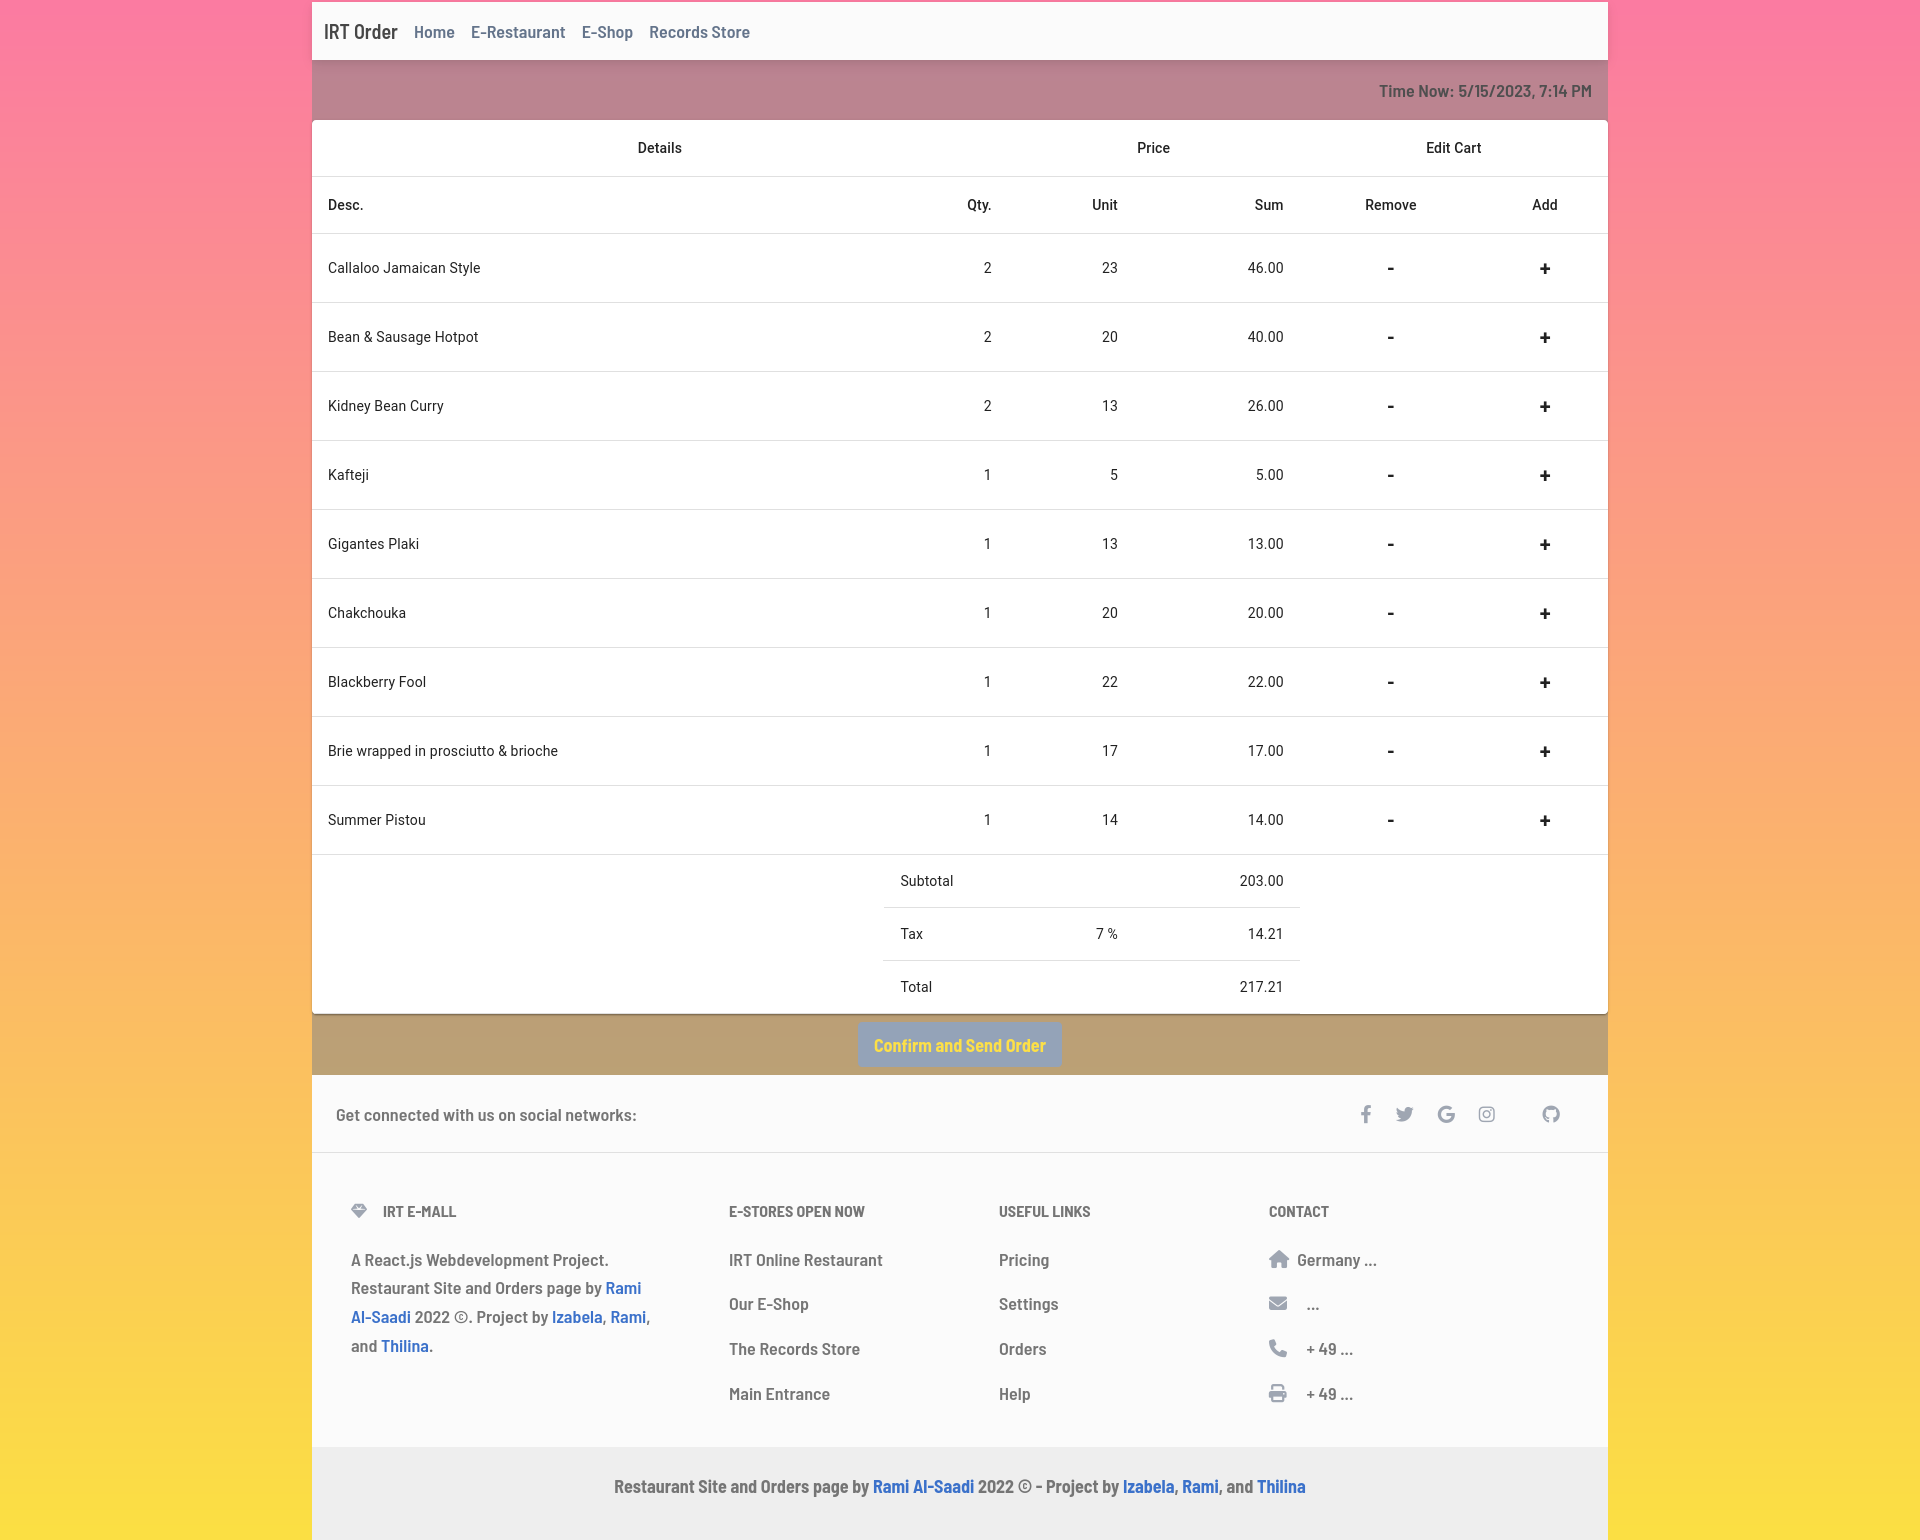 IRT Order Home E-Restaurant E-Shop Records Store
Time Now: 5/15/2023, 7:14 PM
Details Price Edit Cart
Desc. Qty. Unit Sum Remove Add
Callaloo Jamaican Style 2 23 46.00 - +
Bean & Sausage Hotpot 2 20 40.00 - +
Kidney Bean Curry 2 13 26.00 - +
Kafteji 1 5 5.00 - +
Gigantes Plaki 1 13 13.00 - +
Chakchouka 1 20 20.00 - +
Blackberry Fool 1 22 22.00 - +
Brie wrapped in prosciutto & brioche 1 17 17.00 - +
Summer Pistou 1 14 14.00 - +
Subtotal 203.00
Tax 7 % 14.21
Total 217.21
Confirm and Send Order
Get connected with us on social networks:
IRT E-MALL
A React.js Webdevelopment Project.
Restaurant Site and Orders page by Rami
Al-Saadi 2022 ©. Project by Izabela, Rami,
and Thilina.
E-STORES OPEN NOW
IRT Online Restaurant
Our E-Shop
The Records Store
Main Entrance
USEFUL LINKS
Pricing
Settings
Orders
Help
CONTACT
Germany ...
...
+ 49 ...
+ 49 ...
Restaurant Site and Orders page by Rami Al-Saadi 2022 © - Project by Izabela, Rami, and Thilina